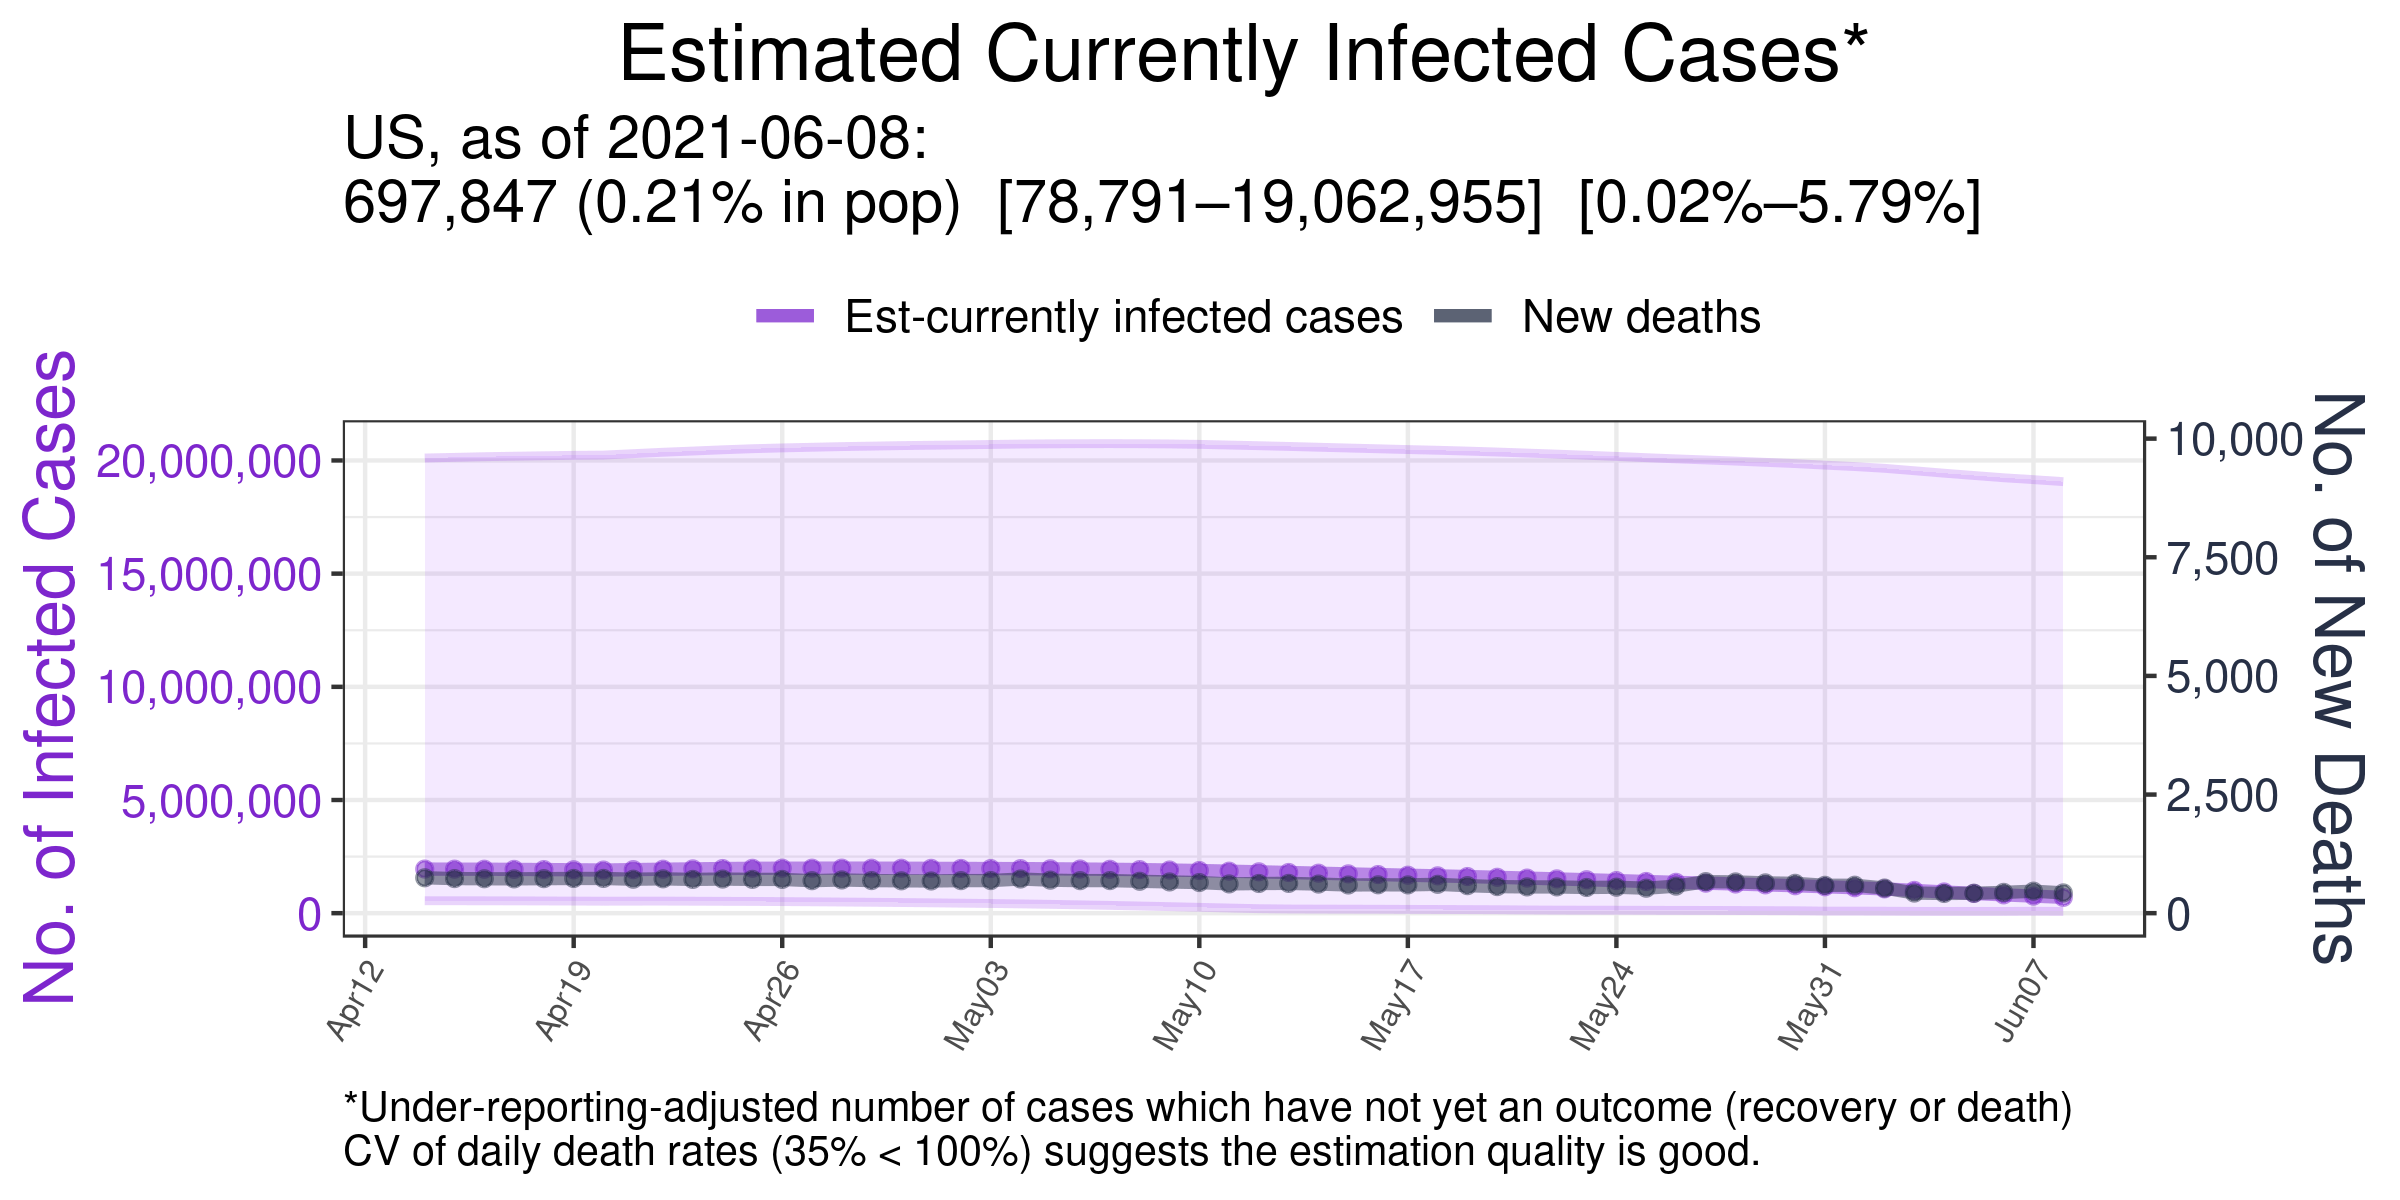 Estimated Currently Infected Cases*
US, as of 2021-06-08:
697,847 (0.21% in pop)  [78,791–19,062,955]  [0.02%–5.79%]
Est-currently infected cases
New deaths
No. of Infected Cases
20,000,000
15,000,000
10,000,000
5,000,000
0
10,000
7,500
5,000
2,500
0
No. of New Deaths
Apr12
Apr19
Apr26
May03
May10
May17
May24
May31
Jun07
*Under-reporting-adjusted number of cases which have not yet an outcome (recovery or death)
CV of daily death rates (35% < 100%) suggests the estimation quality is good.